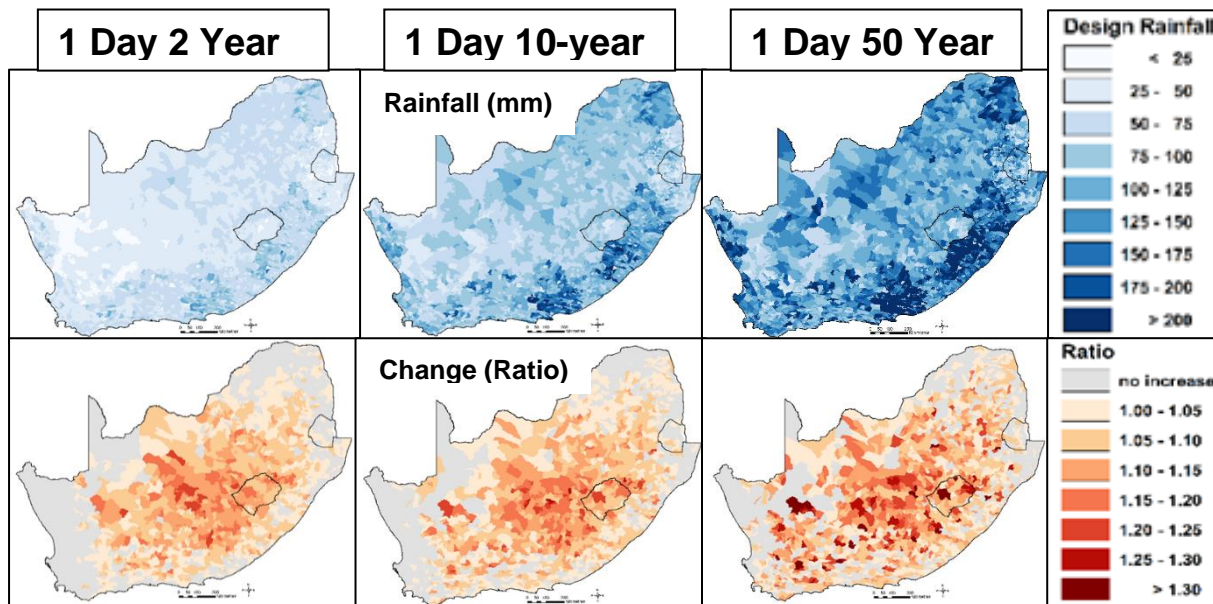 1 Day 2 Year
1 Day 10-year
1 Day 50 Year
Rainfall (mm)
Design Rainfall
< 25
25 - 50
50 - 75
75 - 100
100 - 125
125 - 150
150 - 175
175 - 200
> 200
Change (Ratio)
Ratio
no increase
1.00 - 1.05
1.05 - 1.10
1.10 - 1.15
1.15 - 1.20
1.20 - 1.25
1.25 - 1.30
> 1.30